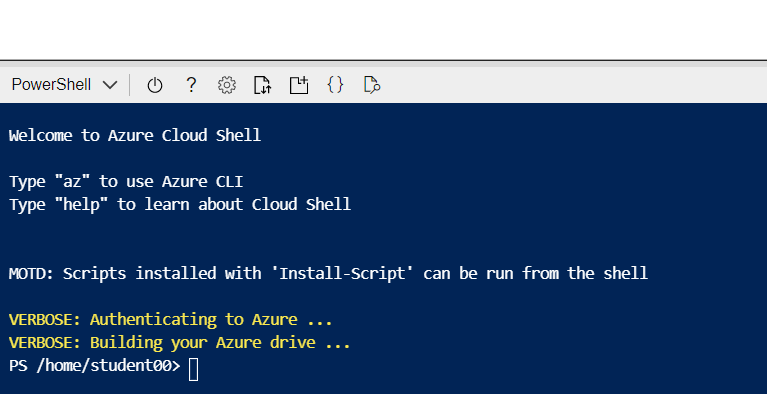 PowerShell
Welcome to Azure Cloud Shell
Type "az" to use Azure CLI
Type "help" to learn about Cloud Shell
MOTD: Scripts installed with 'Install-Script' can be run from the shell
VERBOSE: Authenticating to Azure ...
VERBOSE: Building your Azure drive ...
PS /home/student00>